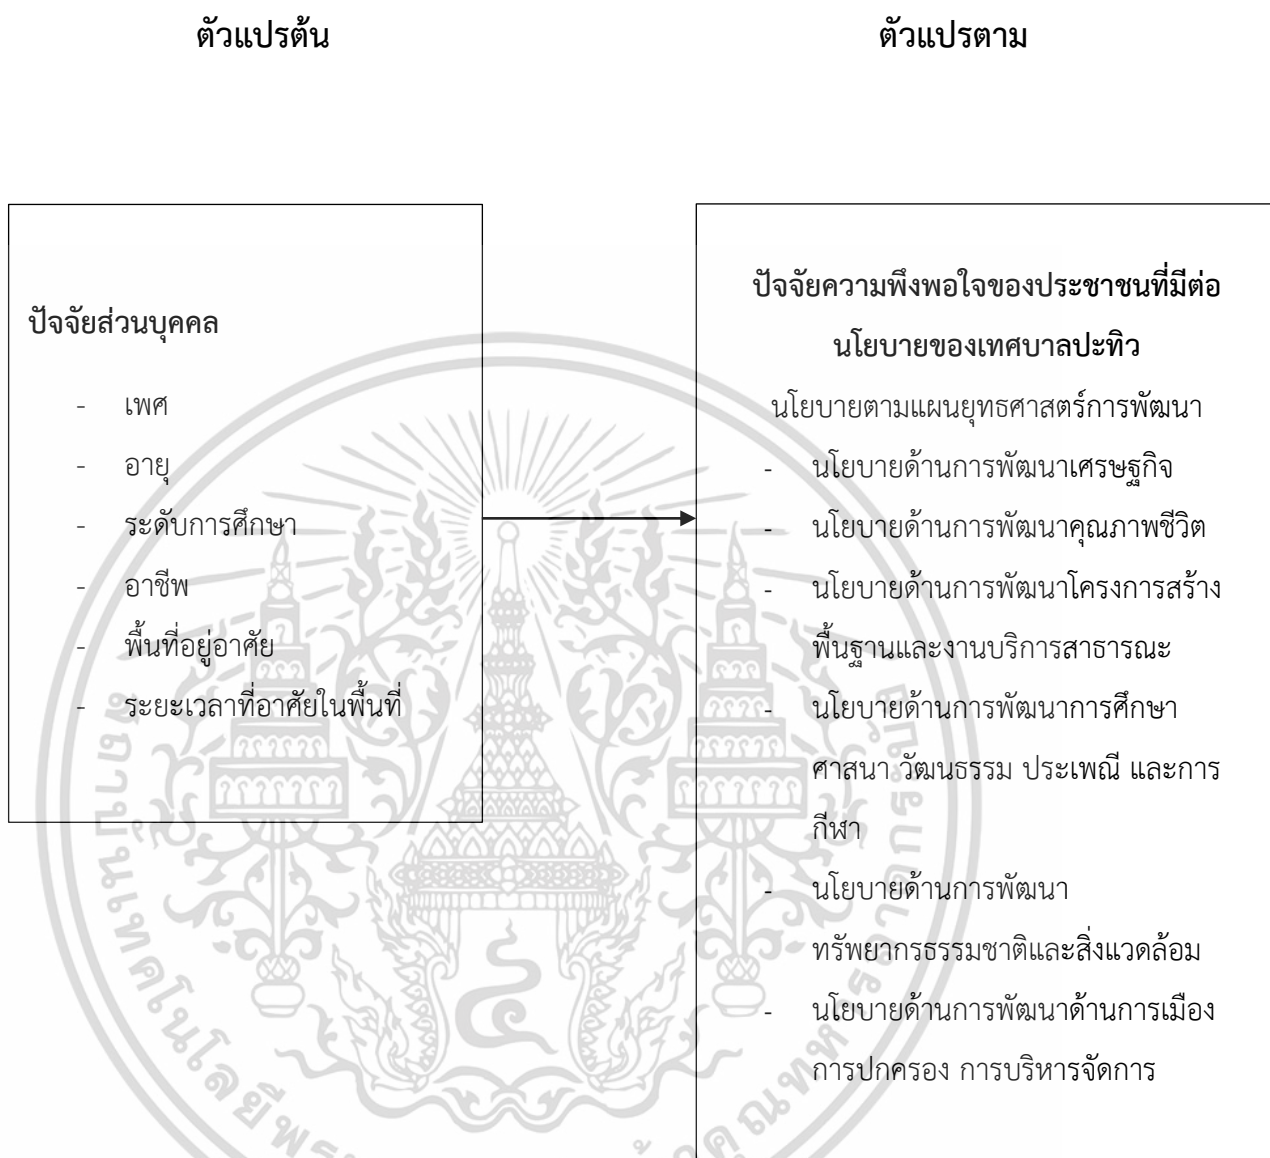 ตัวแปรต้น
ตัวแปรตาม
ปัจจัยส่วนบุคคล
- เพศ
- อายุ
- ระดับการศึกษา
- อาชีพ
- พื้นที่อยู่อาศัย
- ระยะเวลาที่อาศัยในพื้นที่
ปัจจัยความพึงพอใจของประชาชนที่มีต่อ
นโยบายของเทศบาลปะทิว
นโยบายตามแผนยุทธศาสตร์การพัฒนา
- นโยบายด้านการพัฒนาเศรษฐกิจ
- นโยบายด้านการพัฒนาคุณภาพชีวิต
- นโยบายด้านการพัฒนาโครงการสร้าง
พื้นฐานและงานบริการสาธารณะ
- นโยบายด้านการพัฒนาการศึกษา
ศาสนา วัฒนธรรม ประเพณี และการ
กีฬา
- นโยบายด้านการพัฒนา
ทรัพยากรธรรมชาติและสิ่งแวดล้อม
- นโยบายด้านการพัฒนาด้านการเมือง
การปกครอง การบริหารจัดการ